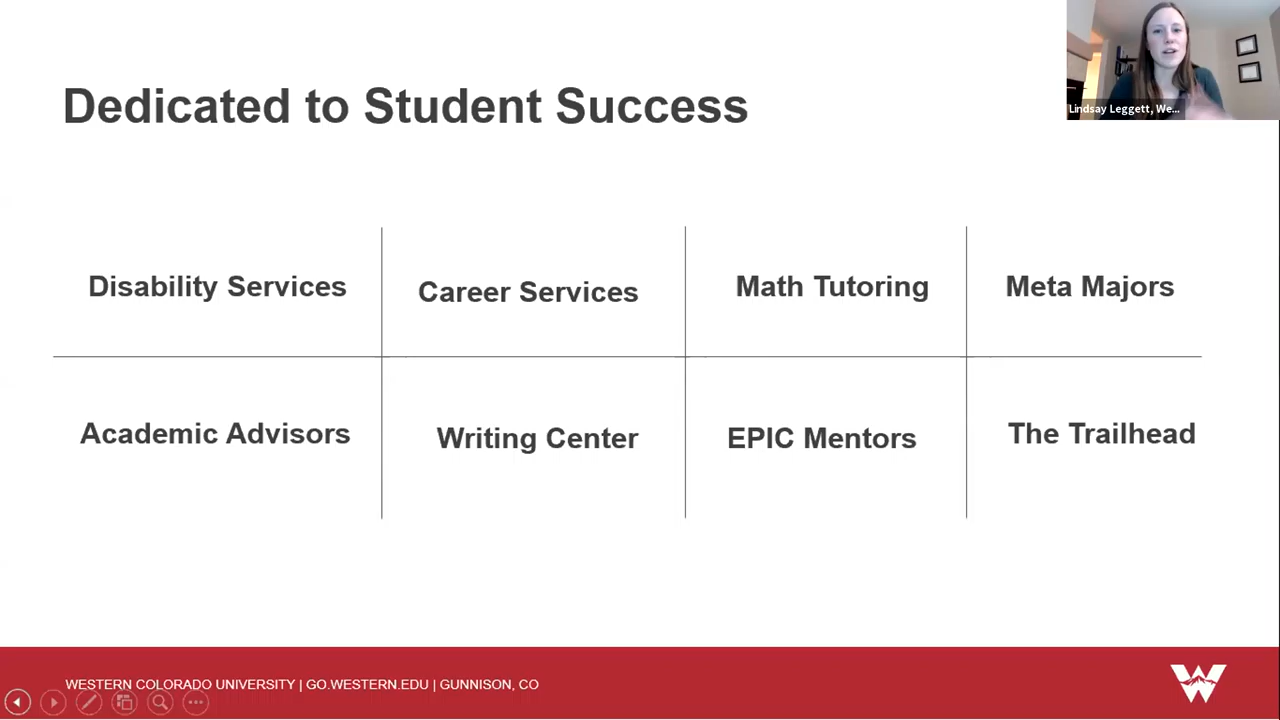 Lindsay Leggett, We...
Dedicated to Student Success
Disability Services
Career Services
Math Tutoring
Meta Majors
Academic Advisors
Writing Center
EPIC Mentors
The Trailhead
WESTERN COLORADO UNIVERSITY | GO.WESTERN.EDU | GUNNISON, CO
W